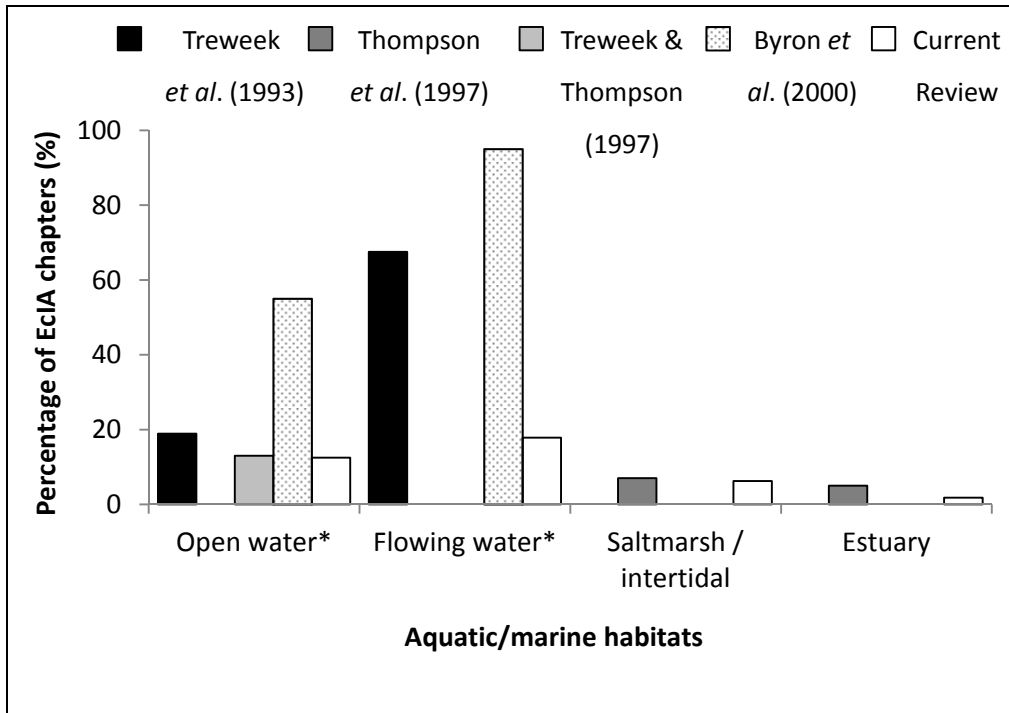 Treweek Thompson Treweek & Byron et Current
et al. (1993) et al. (1997) Thompson al. (2000) Review
(1997)
Percentage of EcIA chapters (%)
100
80
60
40
20
0
Open water* Flowing water* Saltmarsh / Estuary
intertidal
Aquatic/marine habitats